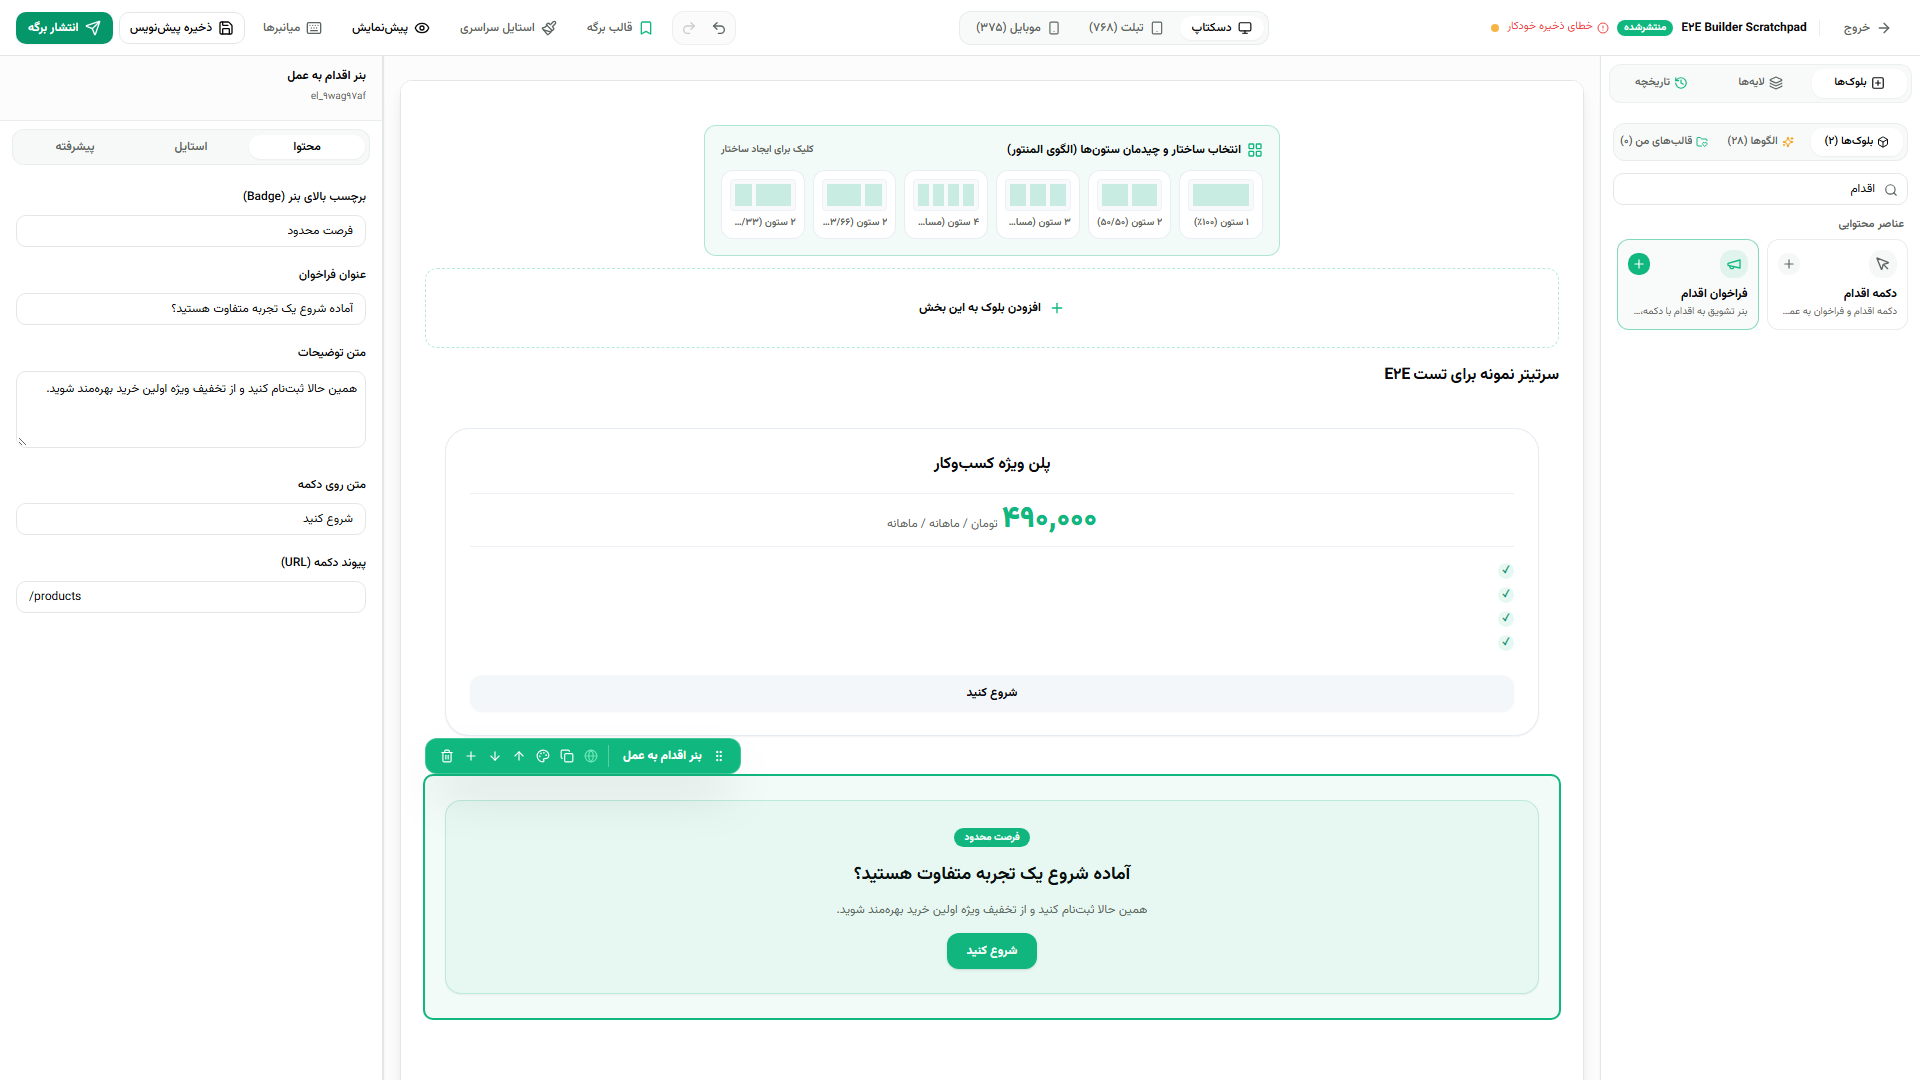 خروج
E2E Builder Scratchpad
منتشرشده
خطای ذخیره خودکار
دسکتاپ
تبلت (۷۶۸)
موبایل (۳۷۵)
قالب برگه
استایل سراسری
پیش‌نمایش
میانبرها
ذخیره پیش‌نویس
انتشار برگه
بلوک‌ها
لایه‌ها
تاریخچه
بلوک‌ها (۲)
الگوها (۲۸)
قالب‌های من (۰)
اقدام
عناصر محتوایی
دکمه اقدام
دکمه اقدام و فراخوان به عم...
فراخوان اقدام
بنر تشویق به اقدام با دکمه،...
انتخاب ساختار و چیدمان ستون‌ها (الگوی المنتور)
کلیک برای ایجاد ساختار
۱ ستون (۱۰۰٪)
۲ ستون (۵۰/۵۰)
۳ ستون (مسا...
۴ ستون (مسا...
۲ ستون (۳/۶۶...
۲ ستون (۳۳/...
افزودن بلوک به این بخش
سرتیتر نمونه برای تست E2E
پلن ویژه کسب‌وکار
۴۹۰,۰۰۰ تومان / ماهانه / ماهانه
شروع کنید
بنر اقدام به عمل
فرصت محدود
آماده شروع یک تجربه متفاوت هستید؟
همین حالا ثبت‌نام کنید و از تخفیف ویژه اولین خرید بهره‌مند شوید.
شروع کنید
بنر اقدام به عمل
el_9wag97af
محتوا
استایل
پیشرفته
برچسب بالای بنر (Badge)
فرصت محدود
عنوان فراخوان
آماده شروع یک تجربه متفاوت هستید؟
متن توضیحات
همین حالا ثبت‌نام کنید و از تخفیف ویژه اولین خرید بهره‌مند شوید.
متن روی دکمه
شروع کنید
پیوند دکمه (URL)
/products